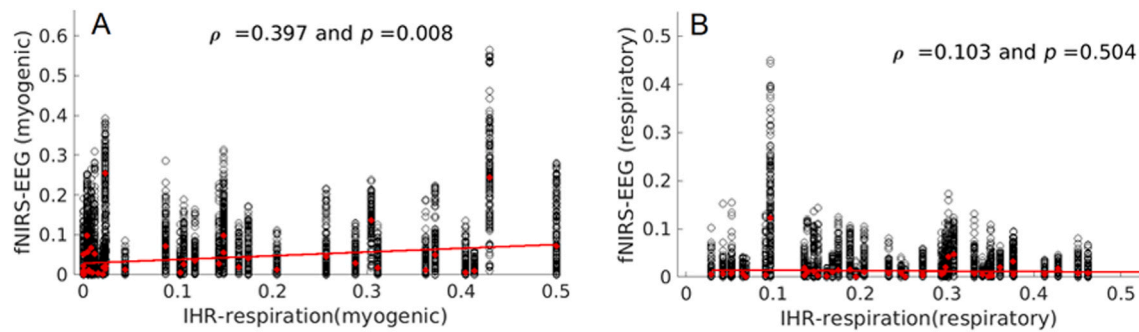 A
ρ =0.397 and p =0.008
fNIRS-EEG (myogenic)
0.6
0.5
0.4
0.3
0.2
0.1
0
0 0.1 0.2 0.3 0.4 0.5
IHR-respiration(myogenic)
B
ρ =0.103 and p =0.504
fNIRS-EEG (respiratory)
0.5
0.4
0.3
0.2
0.1
0
0 0.1 0.2 0.3 0.4 0.5
IHR-respiration(respiratory)